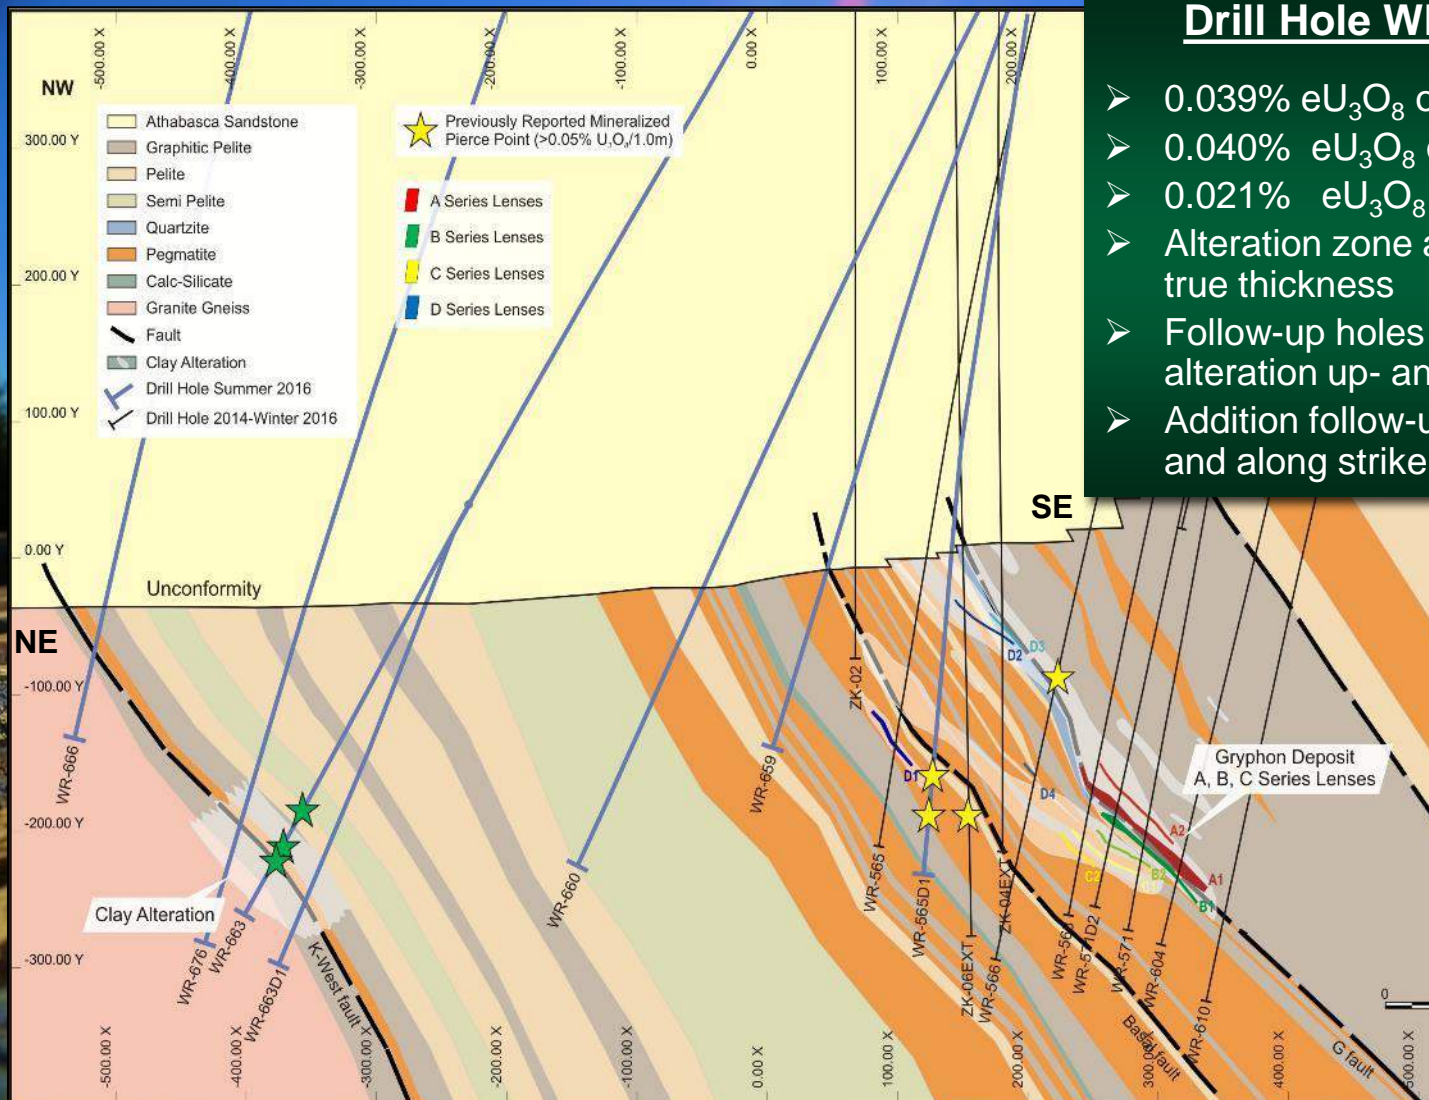 Drill Hole
0.039% eU₃O₈
0.040% eU₃O₈
0.021% eU₃O₈
Alteration zone
true thickness
Follow-up holes
alteration up- an
Addition follow-u
and along strike
-500.00 X
-400.00 X
-300.00 X
-200.00 X
-100.00 X
0.00 X
100.00 X
200.00 X
NW
300.00 Y
200.00 Y
100.00 Y
0.00 Y
-100.00 Y
-200.00 Y
-300.00 Y
Athabasca Sandstone
Graphitic Pelite
Pelite
Semi Pelite
Quartzite
Pegmatite
Calc-Silicate
Granite Gneiss
Fault
Clay Alteration
Drill Hole Summer 2016
Drill Hole 2014-Winter 2016
Previously Reported Mineralized
Pierce Point (>0.05% U₃O₈/1.0m)
A Series Lenses
B Series Lenses
C Series Lenses
D Series Lenses
SE
Unconformity
NE
D2
D3
D1
D4
A2
A1
B2
B1
C2
Gryphon Deposit
A, B, C Series Lenses
Clay Alteration
WR-666
WR-676
WR-663
WR-663D1
K-West fault
WR-660
WR-659
ZK-02
WR-565
WR-565D1
ZK-06EXT
WR-566
ZK-04EXT
WR-571D2
WR-571
WR-604
WR-610
Basal fault
G fault
0
-500.00 X
-400.00 X
-300.00 X
-200.00 X
-100.00 X
0.00 X
100.00 X
200.00 X
300.00 X
400.00 X
500.00 X